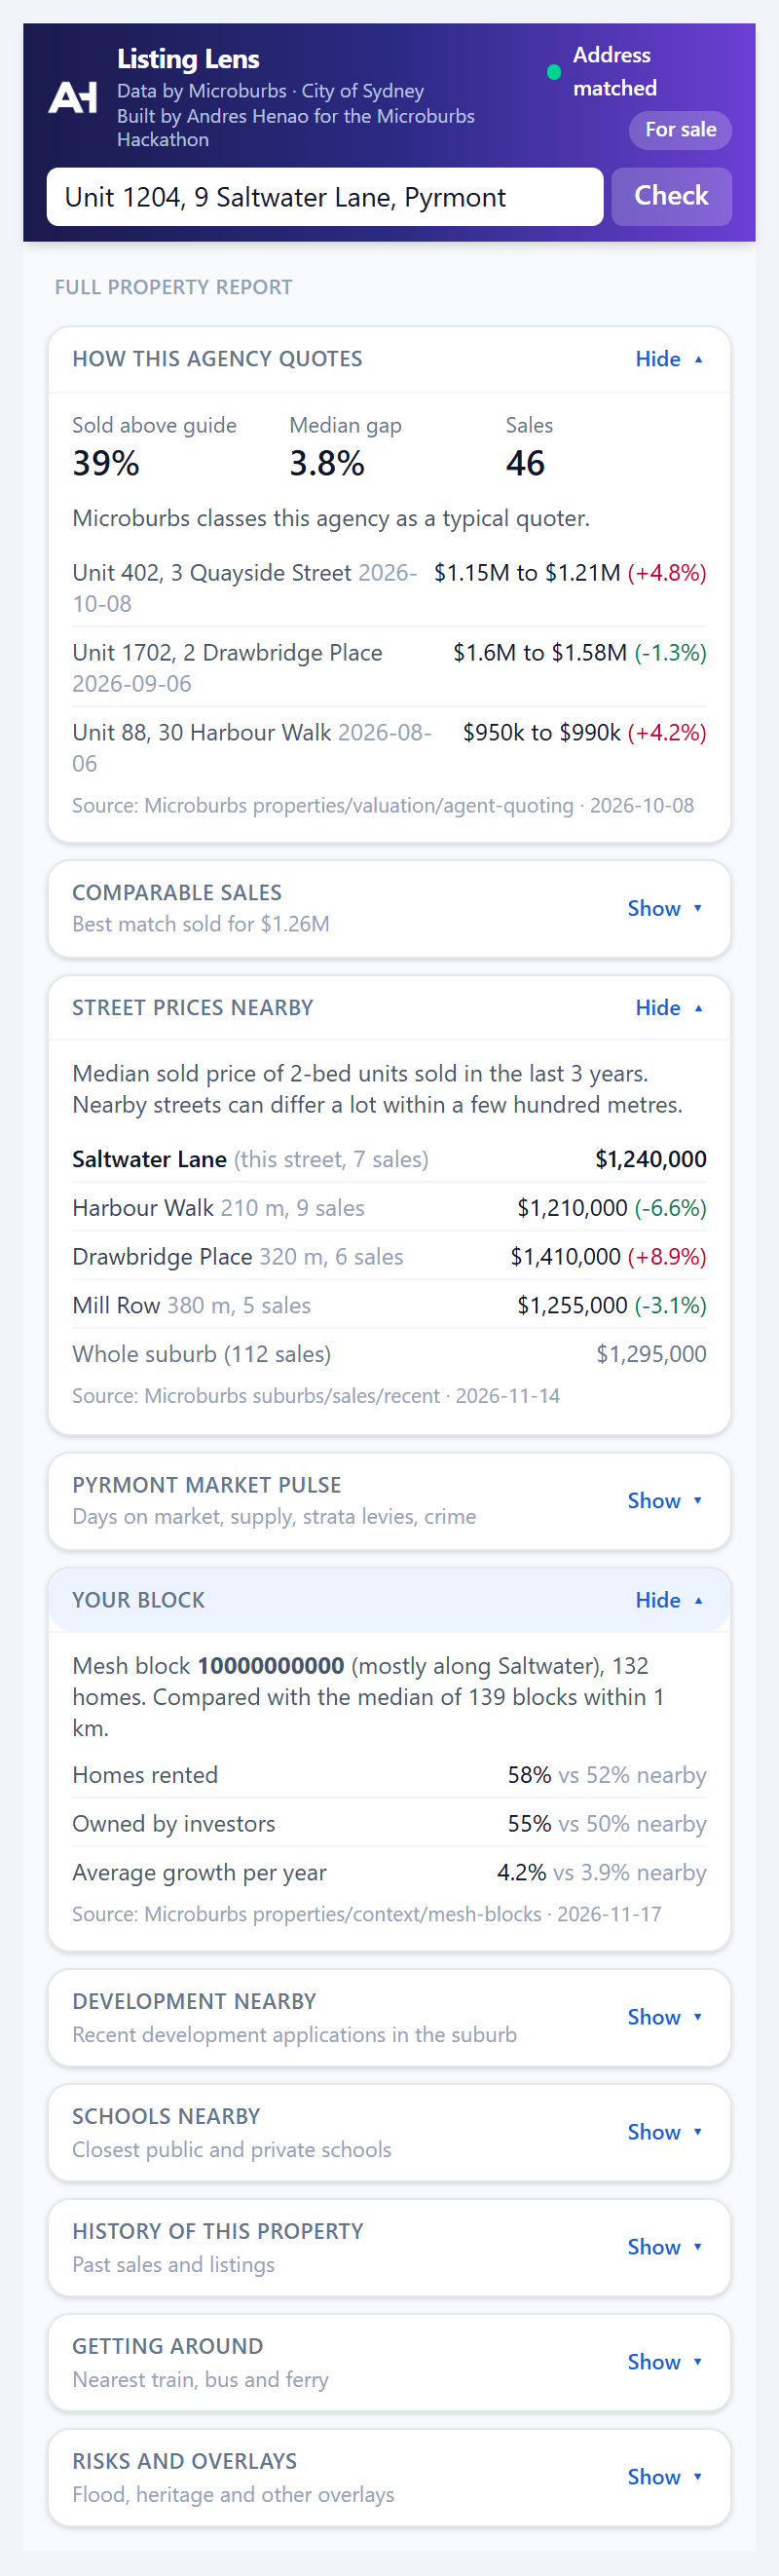 AH
Listing Lens
Data by Microburbs · City of Sydney
Built by Andres Henao for the Microburbs
Hackathon
Address
matched
For sale
Unit 1204, 9 Saltwater Lane, Pyrmont
Check
FULL PROPERTY REPORT
HOW THIS AGENCY QUOTES
Hide ▲
Sold above guide Median gap Sales
39% 3.8% 46
Microburbs classes this agency as a typical quoter.
Unit 402, 3 Quayside Street 2026- $1.15M to $1.21M (+4.8%)
10-08
Unit 1702, 2 Drawbridge Place $1.6M to $1.58M (-1.3%)
2026-09-06
Unit 88, 30 Harbour Walk 2026-08- $950k to $990k (+4.2%)
06
Source: Microburbs properties/valuation/agent-quoting · 2026-10-08
COMPARABLE SALES
Best match sold for $1.26M
Show ▼
STREET PRICES NEARBY
Hide ▲
Median sold price of 2-bed units sold in the last 3 years.
Nearby streets can differ a lot within a few hundred metres.
Saltwater Lane (this street, 7 sales) $1,240,000
Harbour Walk 210 m, 9 sales $1,210,000 (-6.6%)
Drawbridge Place 320 m, 6 sales $1,410,000 (+8.9%)
Mill Row 380 m, 5 sales $1,255,000 (-3.1%)
Whole suburb (112 sales) $1,295,000
Source: Microburbs suburbs/sales/recent · 2026-11-14
PYRMONT MARKET PULSE
Days on market, supply, strata levies, crime
Show ▼
YOUR BLOCK
Hide ▲
Mesh block 10000000000 (mostly along Saltwater), 132
homes. Compared with the median of 139 blocks within 1
km.
Homes rented 58% vs 52% nearby
Owned by investors 55% vs 50% nearby
Average growth per year 4.2% vs 3.9% nearby
Source: Microburbs properties/context/mesh-blocks · 2026-11-17
DEVELOPMENT NEARBY
Recent development applications in the suburb
Show ▼
SCHOOLS NEARBY
Closest public and private schools
Show ▼
HISTORY OF THIS PROPERTY
Past sales and listings
Show ▼
GETTING AROUND
Nearest train, bus and ferry
Show ▼
RISKS AND OVERLAYS
Flood, heritage and other overlays
Show ▼